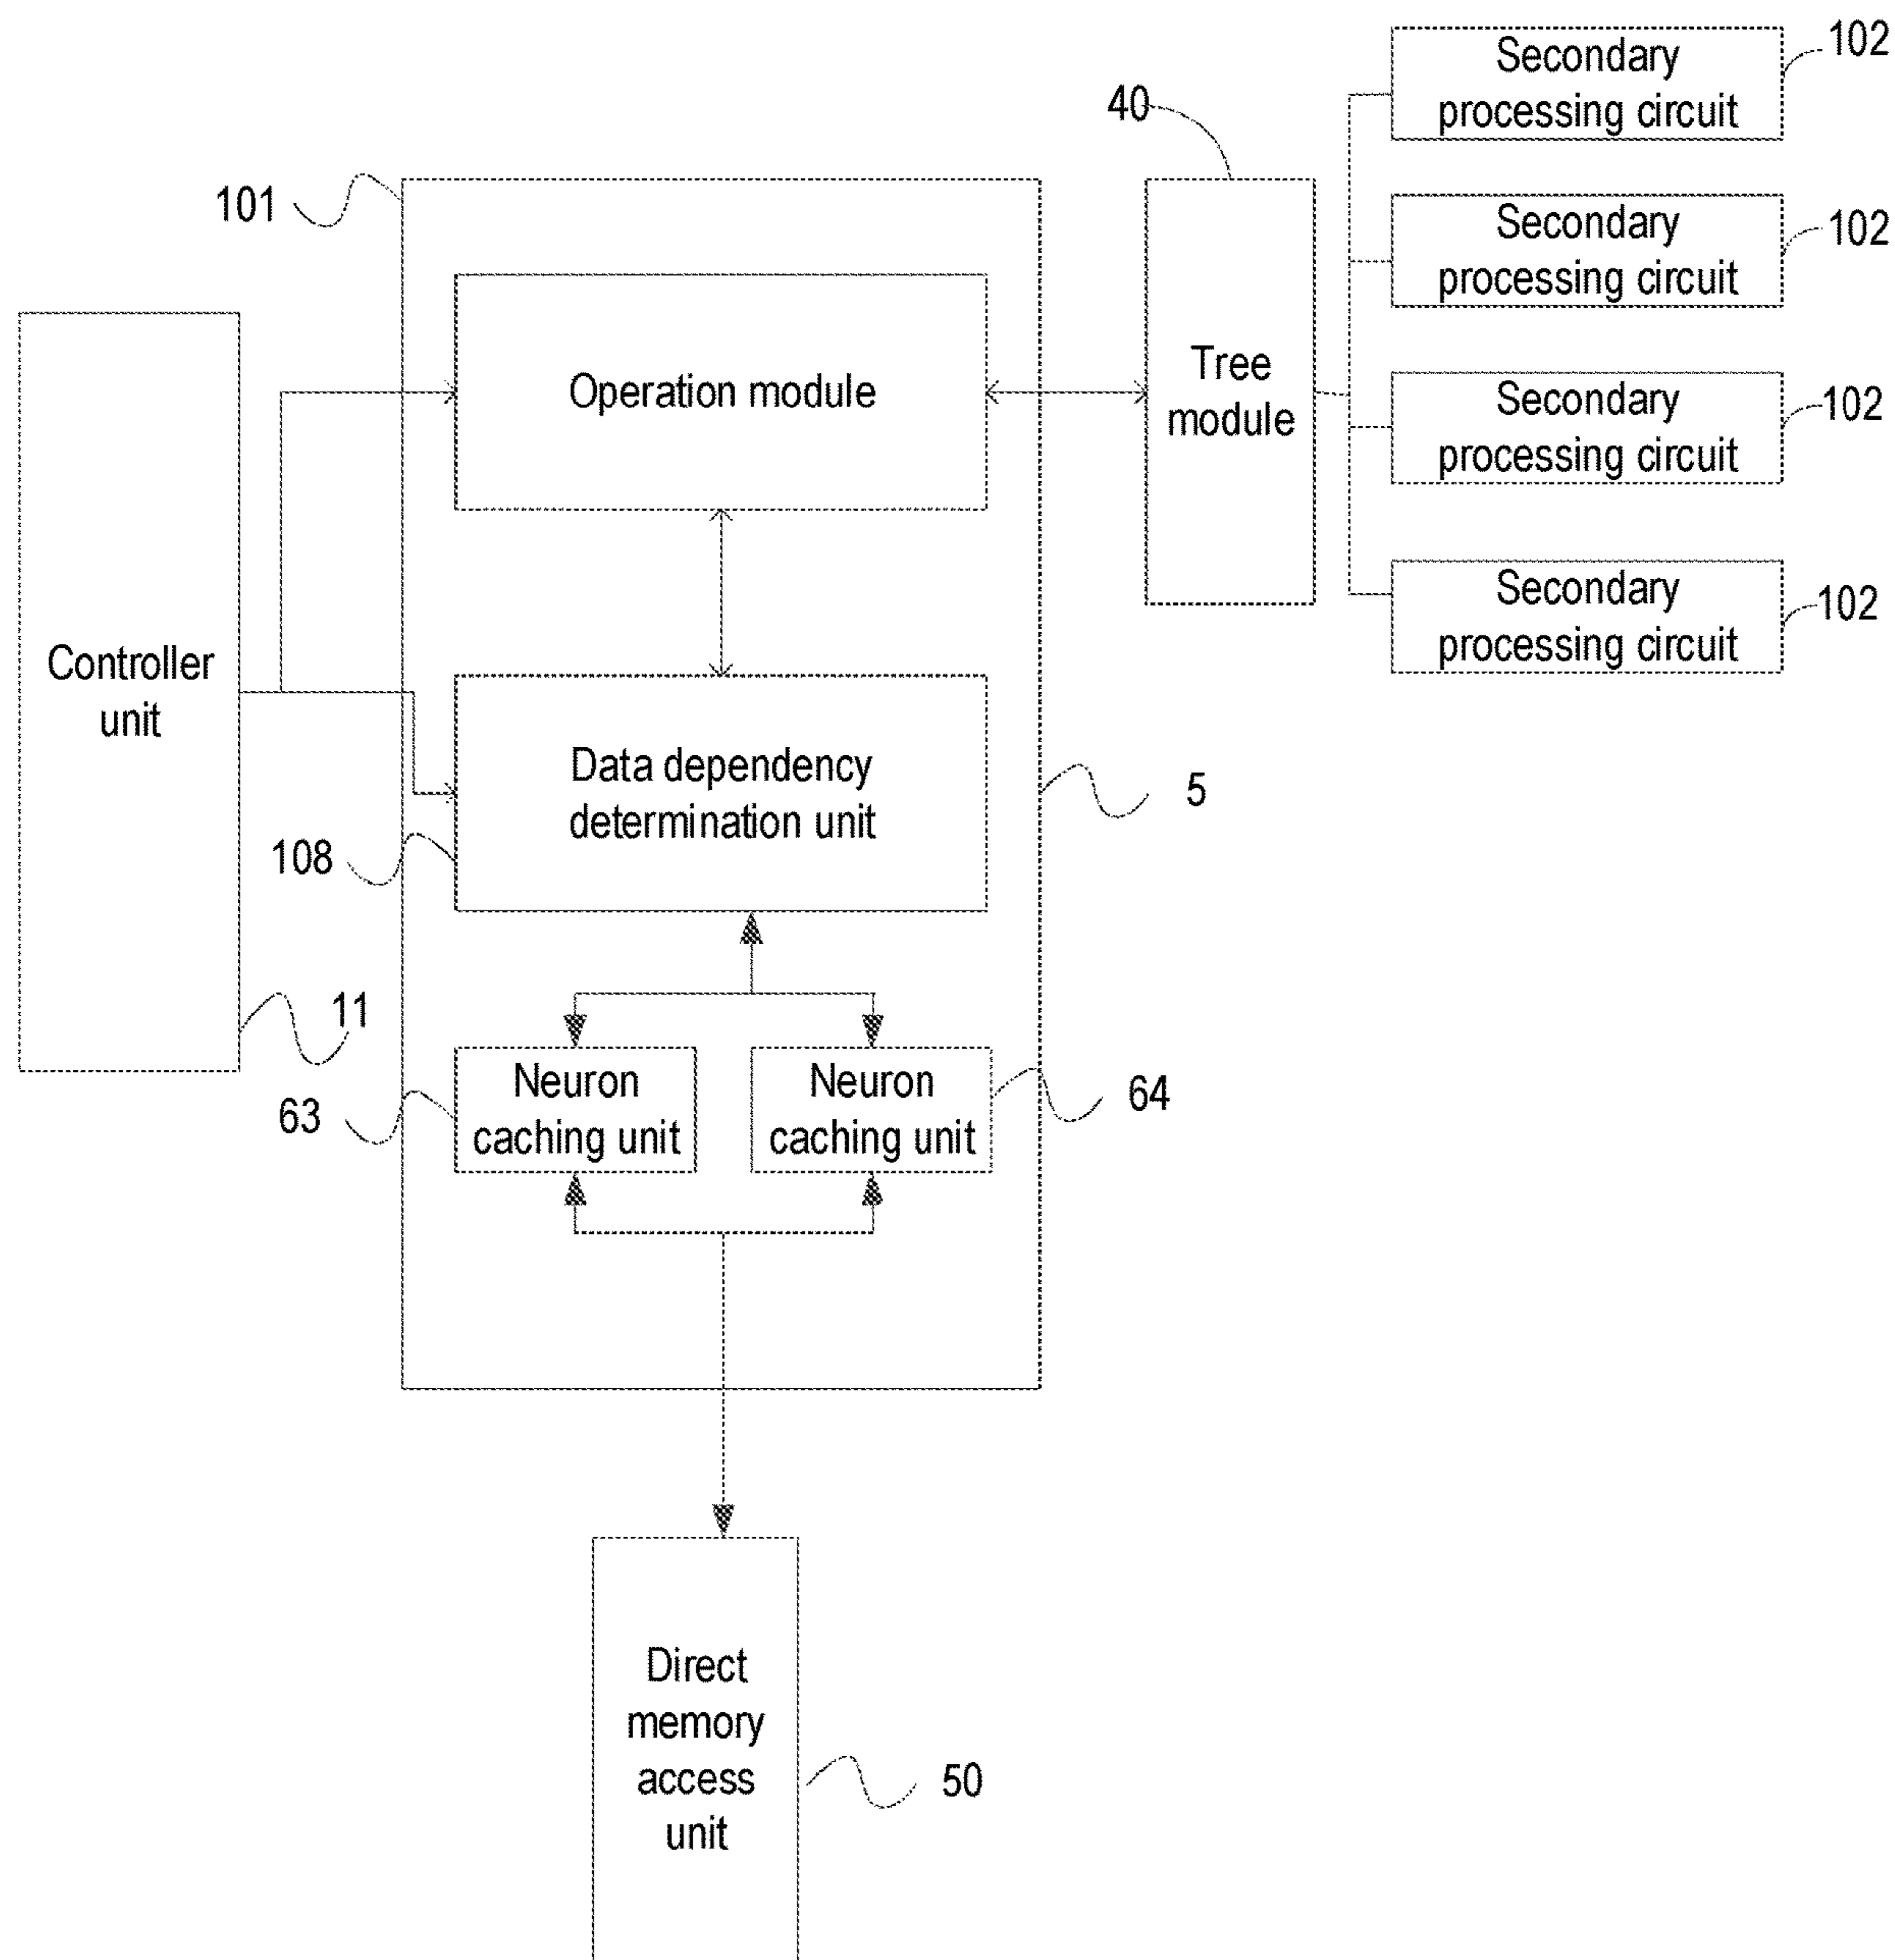 Secondary
processing circuit
102
40
101
Secondary
processing circuit
102
Operation module
Tree
module
Secondary
processing circuit
102
Secondary
processing circuit
102
Controller
unit
Data dependency
determination unit
5
108
11
Neuron
caching unit
Neuron
caching unit
63
64
Direct
memory
access
unit
50